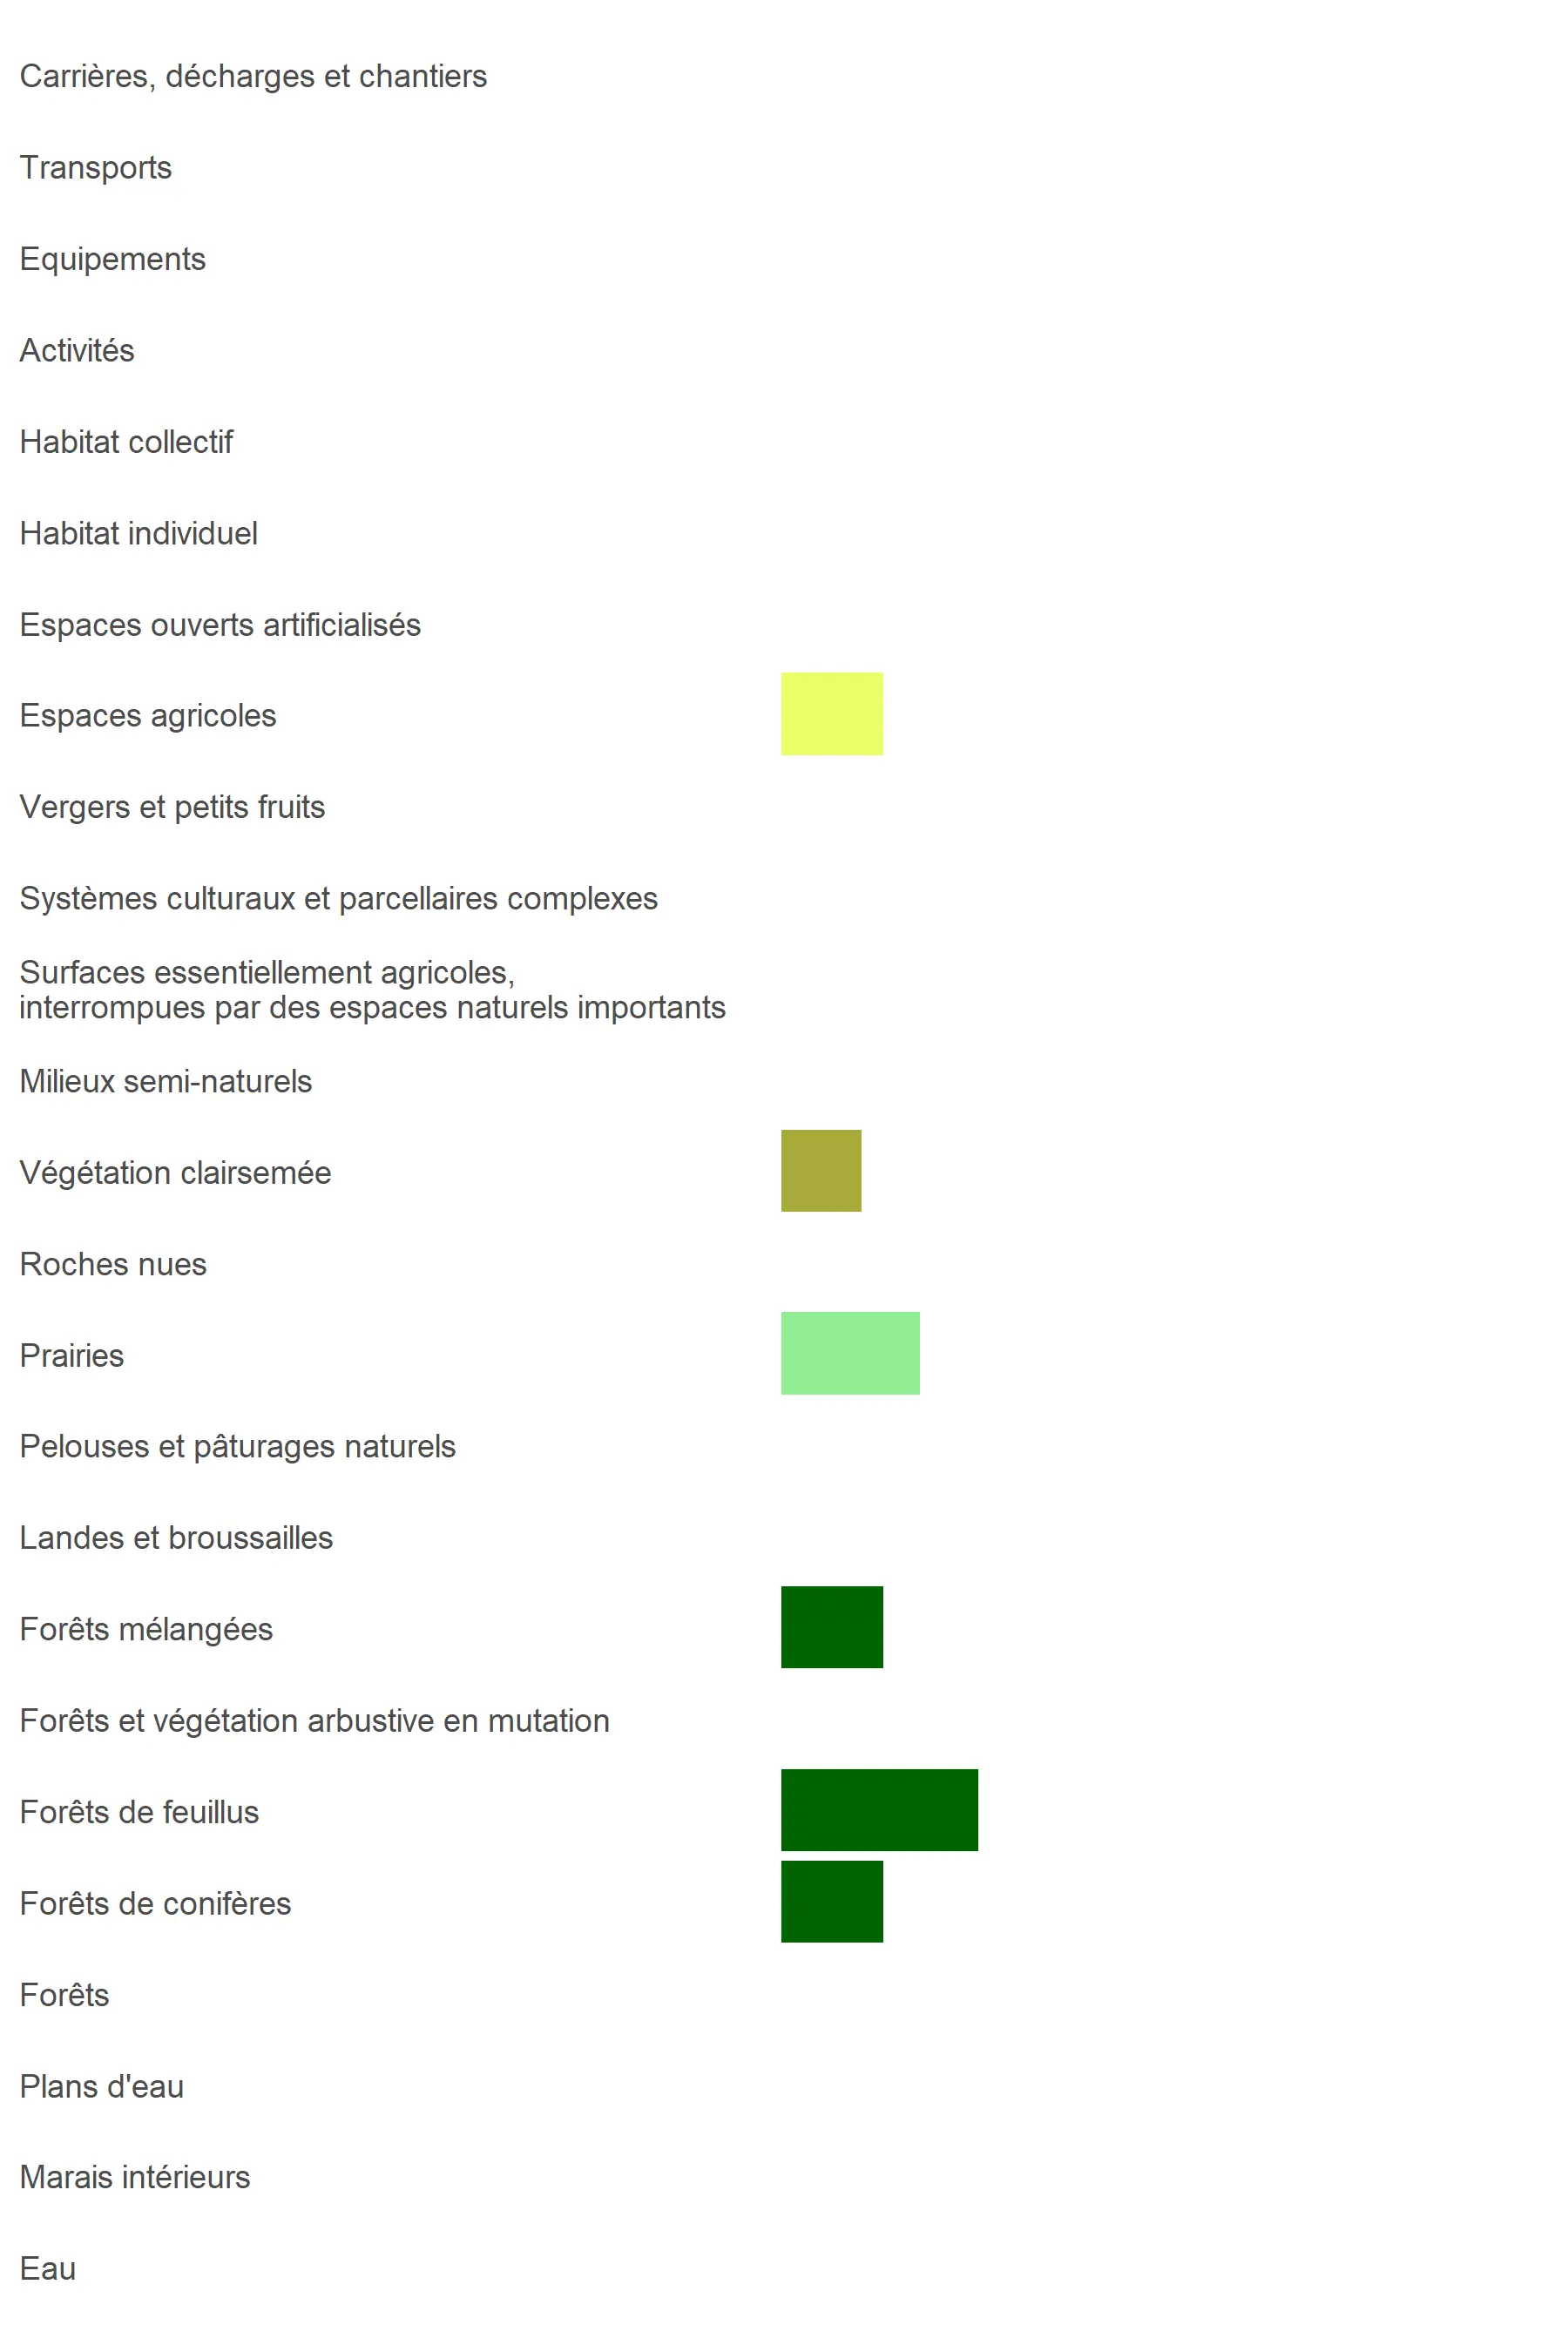 Carrières, décharges et chantiers
Transports
Equipements
Activités
Habitat collectif
Habitat individuel
Espaces ouverts artificialisés
Espaces agricoles
Vergers et petits fruits
Systèmes culturaux et parcellaires complexes
Surfaces essentiellement agricoles,
interrompues par des espaces naturels importants
Milieux semi-naturels
Végétation clairsemée
Roches nues
Prairies
Pelouses et pâturages naturels
Landes et broussailles
Forêts mélangées
Forêts et végétation arbustive en mutation
Forêts de feuillus
Forêts de conifères
Forêts
Plans d'eau
Marais intérieurs
Eau